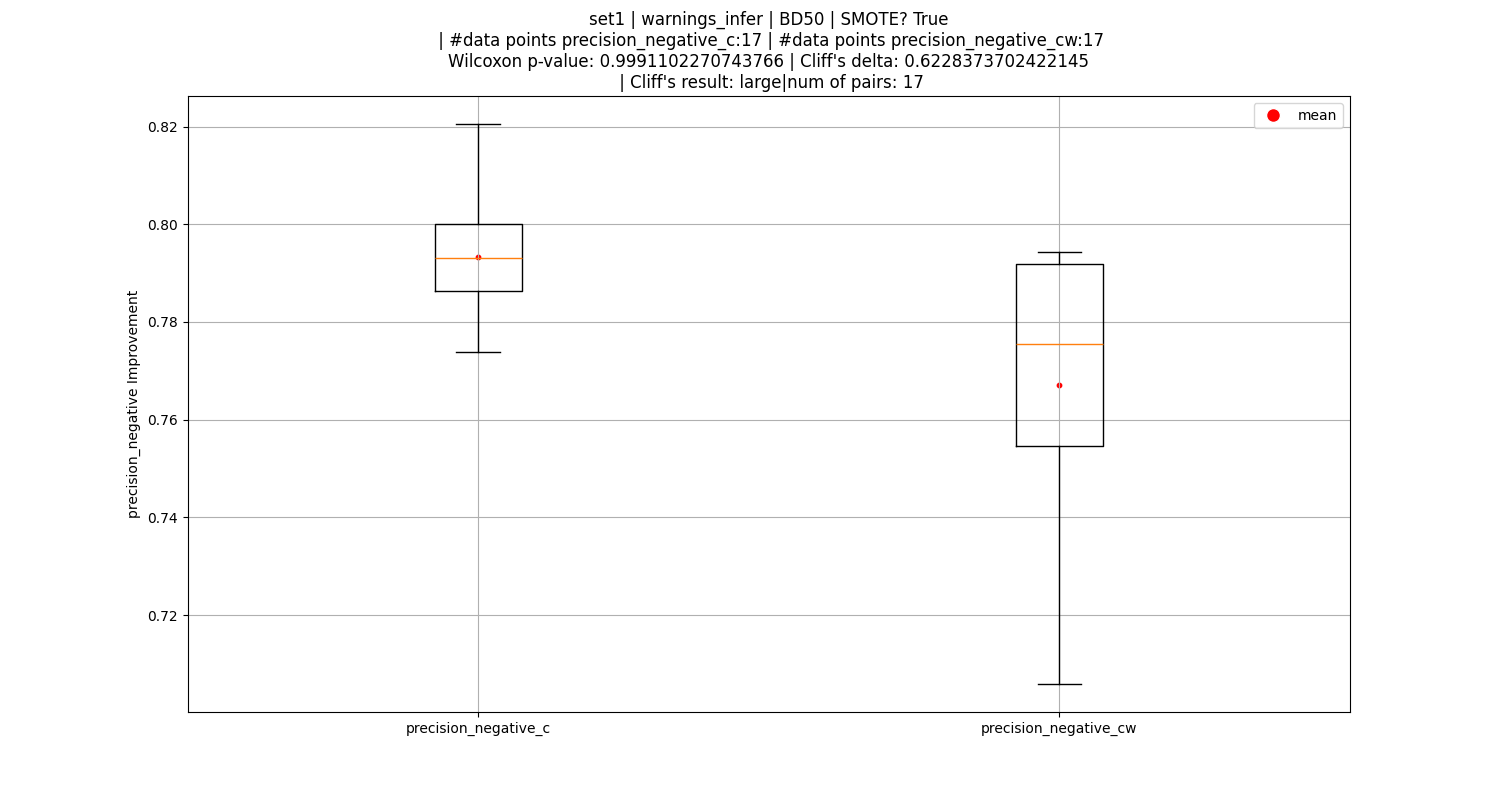 set1 | warnings_infer | BD50 | SMOTE? True
| #data points precision_negative_c:17 | #data points precision_negative_cw:17
Wilcoxon p-value: 0.9991102270743766 | Cliff's delta: 0.6228373702422145
| Cliff's result: large|num of pairs: 17
mean
precision_negative Improvement
0.82
0.80
0.78
0.76
0.74
0.72
precision_negative_c
precision_negative_cw